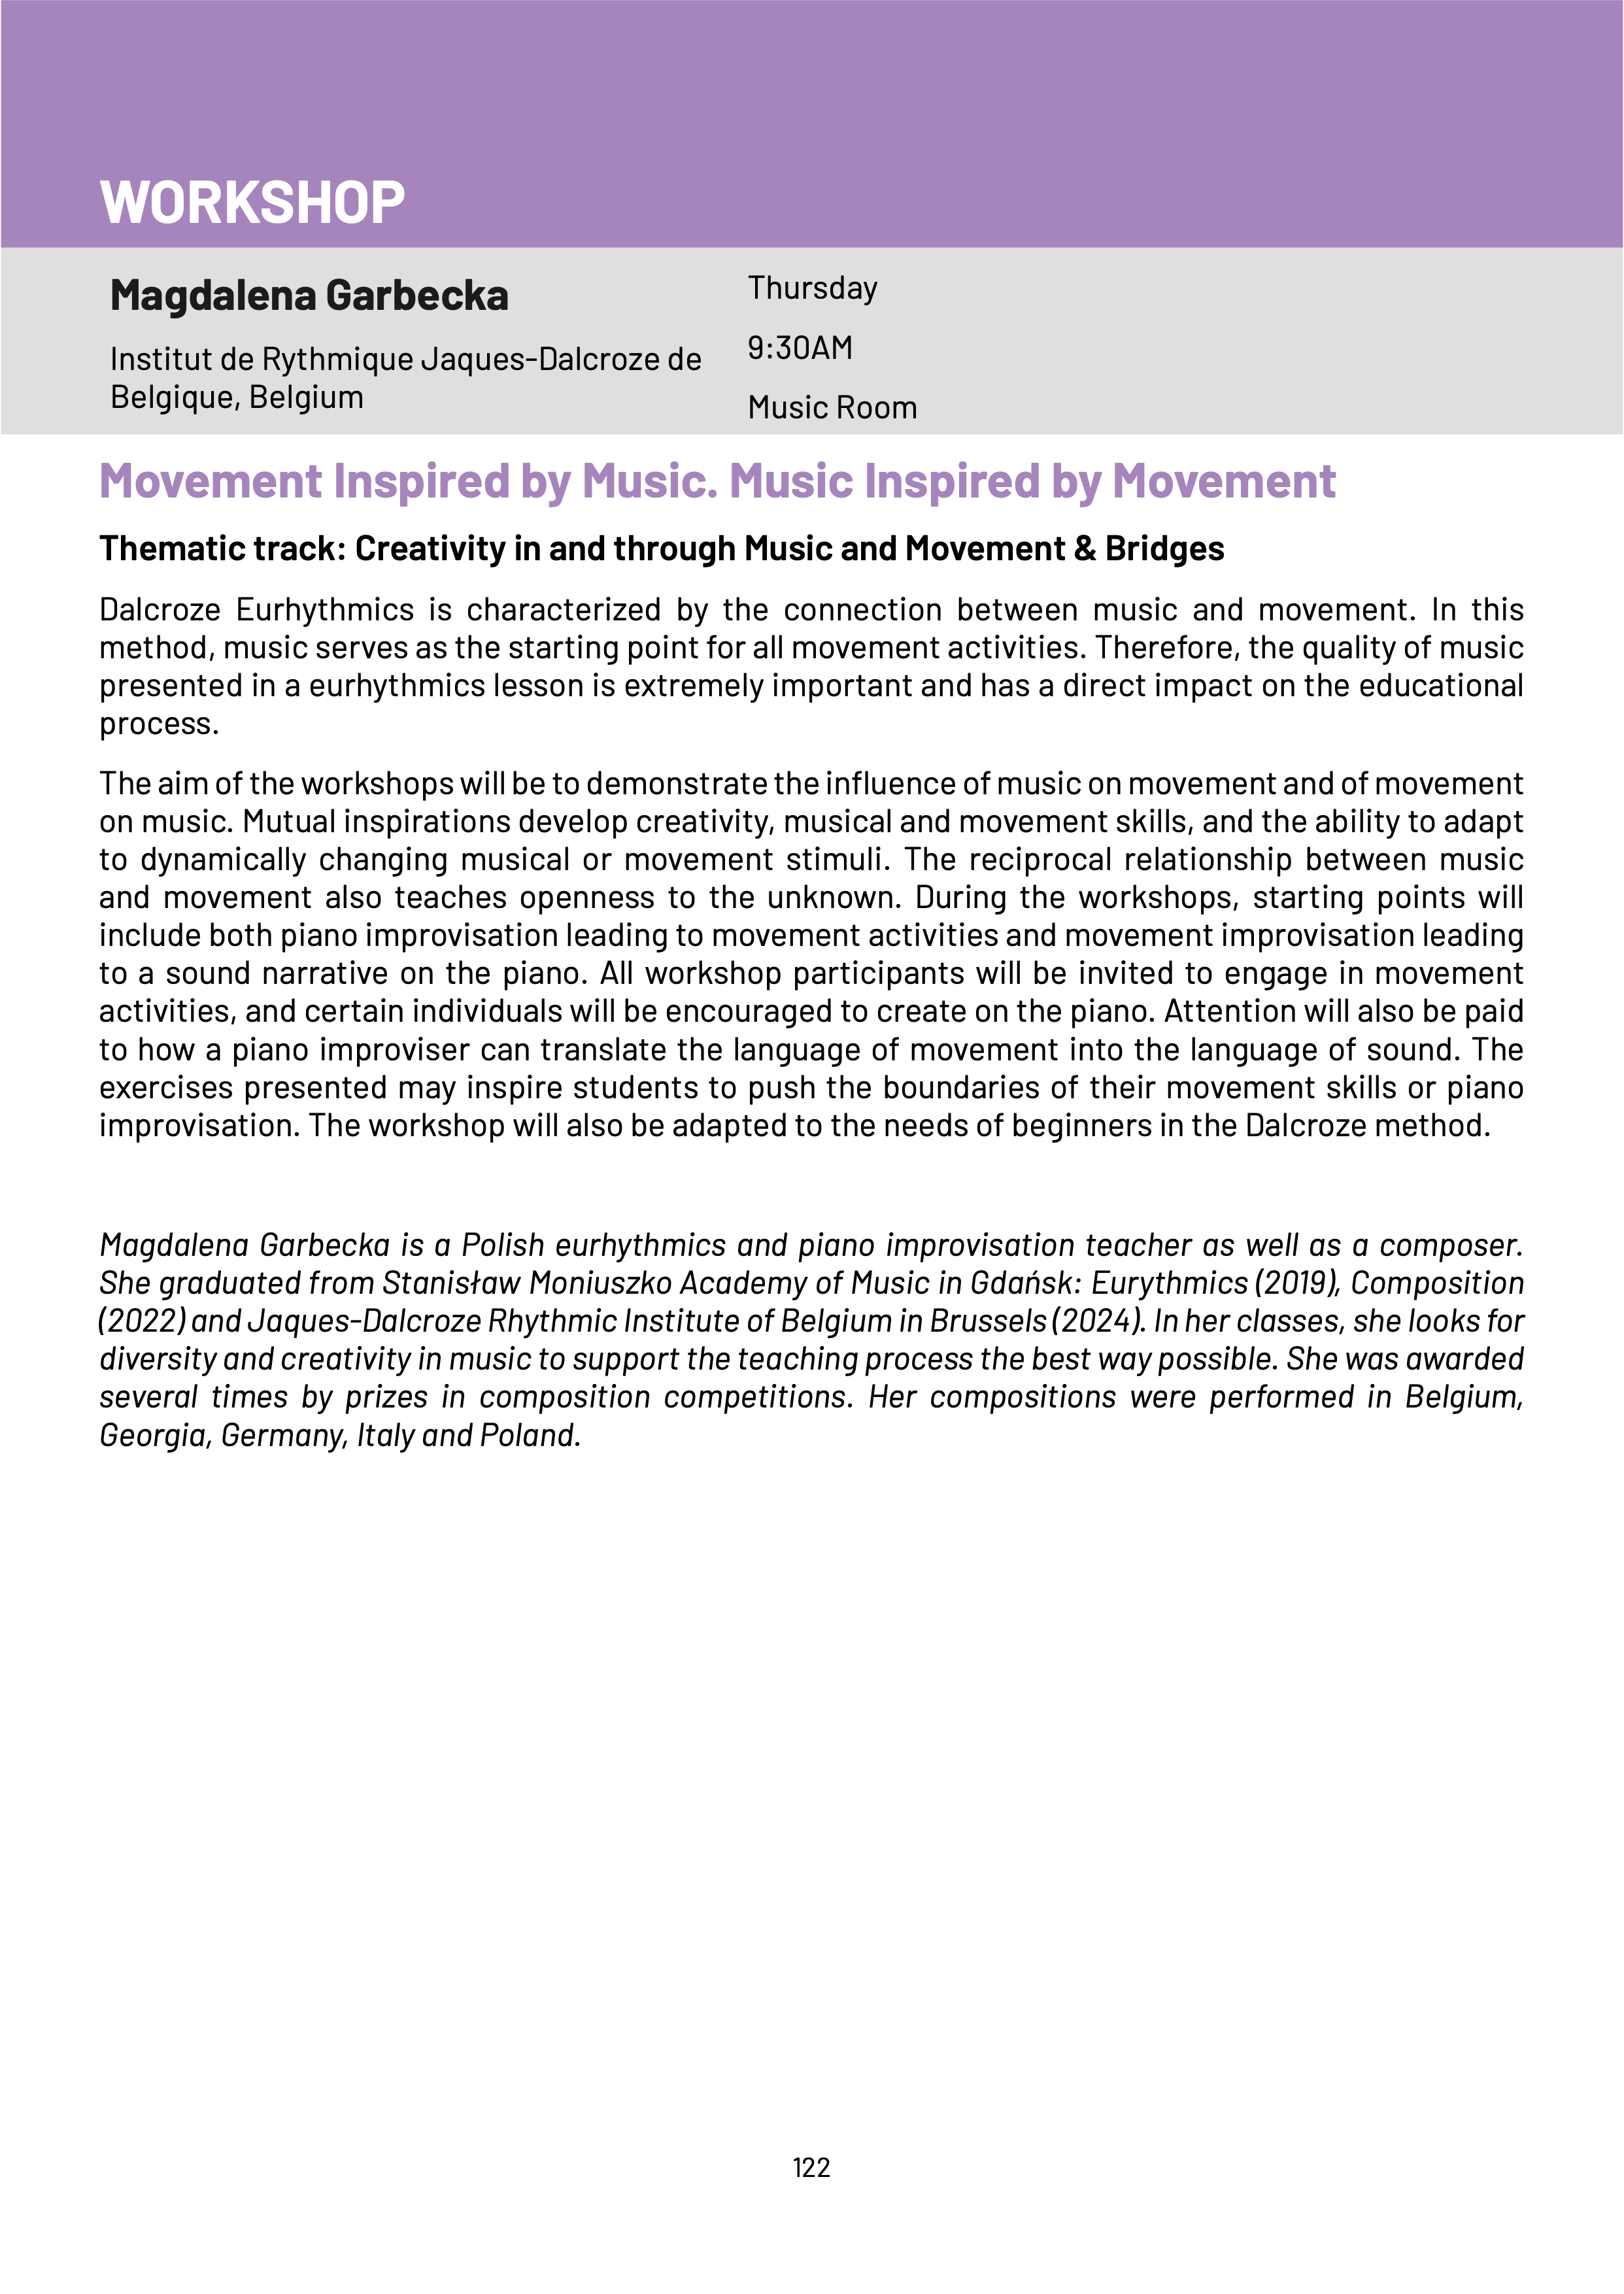 WORKSHOP
Magdalena Garbecka
Institut de Rythmique Jaques-Dalcroze de
Belgique, Belgium
Thursday
9:30AM
Music Room
Movement Inspired by Music. Music Inspired by Movement
Thematic track: Creativity in and through Music and Movement & Bridges
Dalcroze Eurhythmics is characterized by the connection between music and movement. In this
method, music serves as the starting point for all movement activities. Therefore, the quality of music
presented in a eurhythmics lesson is extremely important and has a direct impact on the educational
process.
The aim of the workshops will be to demonstrate the influence of music on movement and of movement
on music. Mutual inspirations develop creativity, musical and movement skills, and the ability to adapt
to dynamically changing musical or movement stimuli. The reciprocal relationship between music
and movement also teaches openness to the unknown. During the workshops, starting points will
include both piano improvisation leading to movement activities and movement improvisation leading
to a sound narrative on the piano. All workshop participants will be invited to engage in movement
activities, and certain individuals will be encouraged to create on the piano. Attention will also be paid
to how a piano improviser can translate the language of movement into the language of sound. The
exercises presented may inspire students to push the boundaries of their movement skills or piano
improvisation. The workshop will also be adapted to the needs of beginners in the Dalcroze method.
Magdalena Garbecka is a Polish eurhythmics and piano improvisation teacher as well as a composer.
She graduated from Stanisław Moniuszko Academy of Music in Gdańsk: Eurythmics (2019), Composition
(2022) and Jaques-Dalcroze Rhythmic Institute of Belgium in Brussels (2024). In her classes, she looks for
diversity and creativity in music to support the teaching process the best way possible. She was awarded
several times by prizes in composition competitions. Her compositions were performed in Belgium,
Georgia, Germany, Italy and Poland.
122